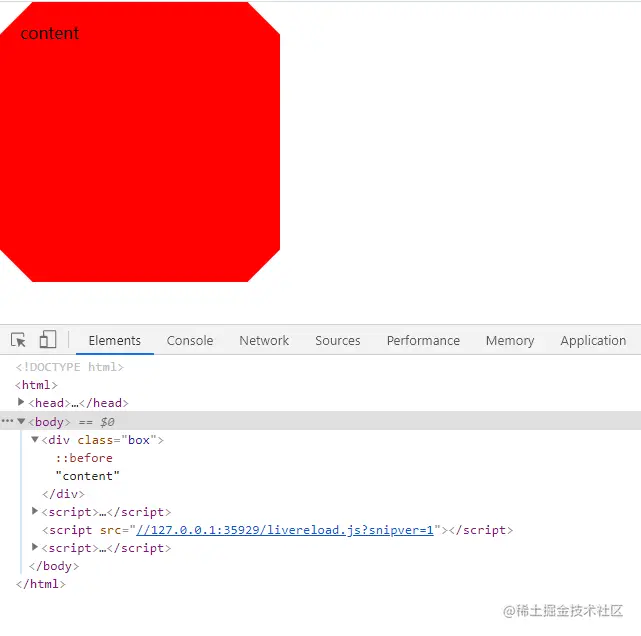 content
Elements Console Network Sources Performance Memory Application
<!DOCTYPE html>
<html>
<head>…</head>
<body> == $0
<div class="box">
::before
"content"
</div>
<script>…</script>
<script src="//127.0.0.1:35929/livereload.js?snipver=1"></script>
<script>…</script>
</body>
</html>
@稀土掘金技术社区